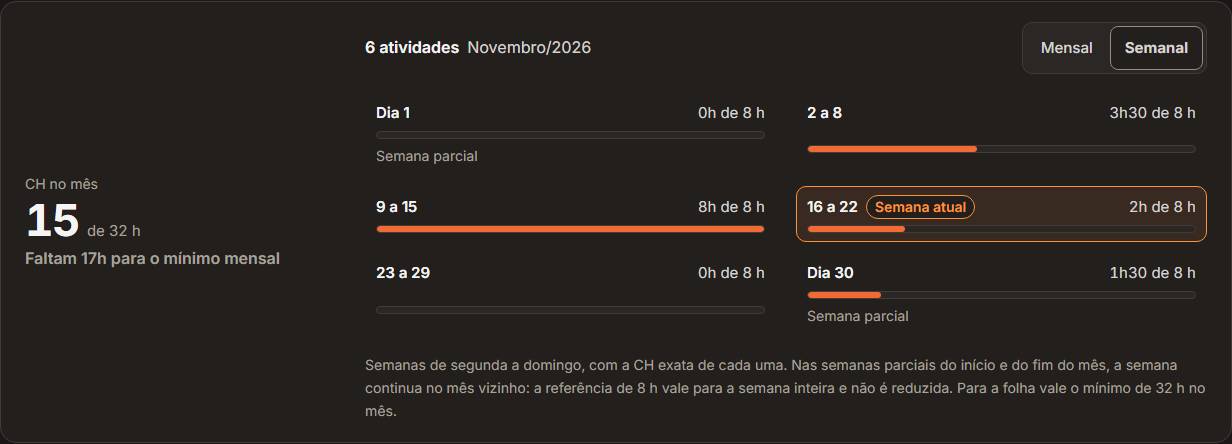 6 atividades Novembro/2026
Mensal Semanal
CH no mês
15 de 32 h
Faltam 17h para o mínimo mensal
Dia 1 0h de 8 h
Semana parcial
2 a 8 3h30 de 8 h
9 a 15 8h de 8 h
16 a 22 Semana atual 2h de 8 h
23 a 29 0h de 8 h
Dia 30 1h30 de 8 h
Semana parcial
Semanas de segunda a domingo, com a CH exata de cada uma. Nas semanas parciais do início e do fim do mês, a semana
continua no mês vizinho: a referência de 8 h vale para a semana inteira e não é reduzida. Para a folha vale o mínimo de 32 h no
mês.